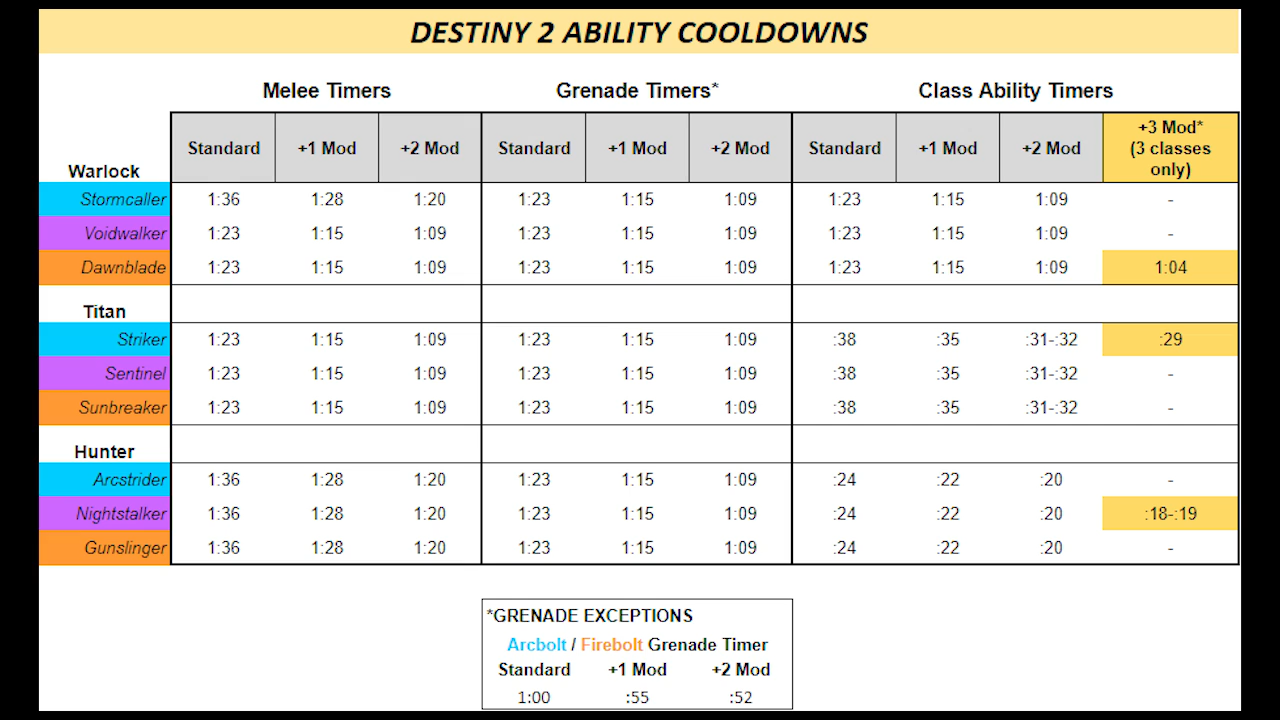 DESTINY 2 ABILITY COOLDOWNS
Melee Timers Grenade Timers* Class Ability Timers
Standard +1 Mod +2 Mod Standard +1 Mod +2 Mod Standard +1 Mod +2 Mod +3 Mod* (3 classes only)
Warlock
Stormcaller 1:36 1:28 1:20 1:23 1:15 1:09 1:23 1:15 1:09 -
Voidwalker 1:23 1:15 1:09 1:23 1:15 1:09 1:23 1:15 1:09 -
Dawnblade 1:23 1:15 1:09 1:23 1:15 1:09 1:23 1:15 1:09 1:04
Titan
Striker 1:23 1:15 1:09 1:23 1:15 1:09 :38 :35 :31-:32 :29
Sentinel 1:23 1:15 1:09 1:23 1:15 1:09 :38 :35 :31-:32 -
Sunbreaker 1:23 1:15 1:09 1:23 1:15 1:09 :38 :35 :31-:32 -
Hunter
Arcstrider 1:36 1:28 1:20 1:23 1:15 1:09 :24 :22 :20 -
Nightstalker 1:36 1:28 1:20 1:23 1:15 1:09 :24 :22 :20 :18-:19
Gunslinger 1:36 1:28 1:20 1:23 1:15 1:09 :24 :22 :20 -
*GRENADE EXCEPTIONS
Arcbolt / Firebolt Grenade Timer
Standard +1 Mod +2 Mod
1:00 :55 :52